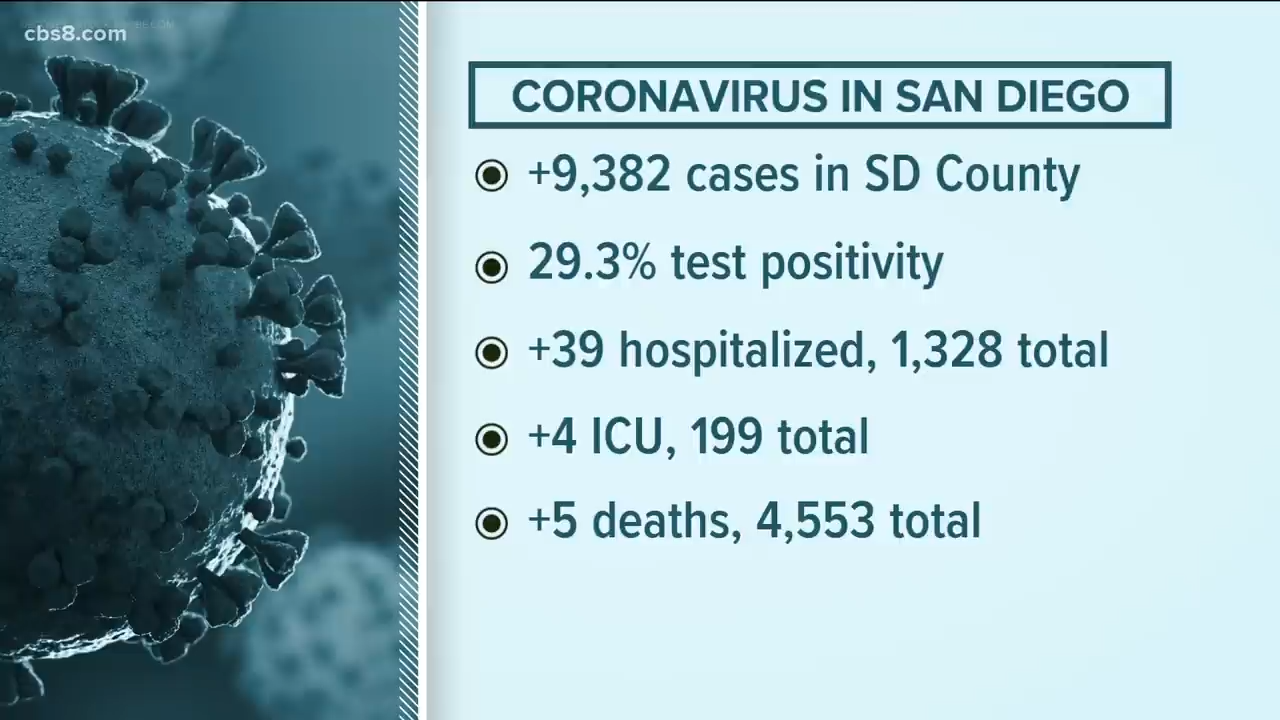 cbs8.com
CORONAVIRUS IN SAN DIEGO
+9,382 cases in SD County
29.3% test positivity
+39 hospitalized, 1,328 total
+4 ICU, 199 total
+5 deaths, 4,553 total